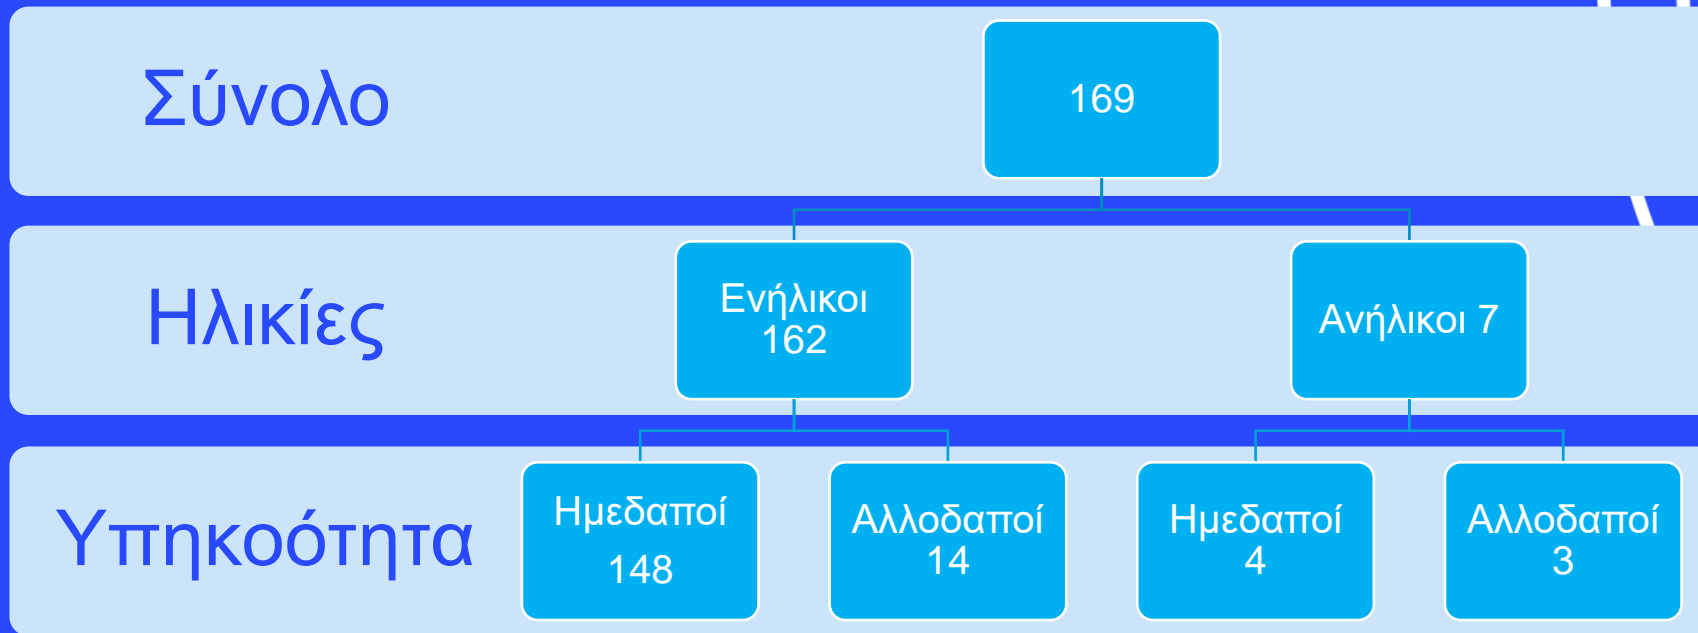 Σύνολο
169
Ηλικίες
Ενήλικοι
162
Ανήλικοι 7
Υπηκοότητα
Ημεδαποί
148
Αλλοδαποί
14
Ημεδαποί
4
Αλλοδαποί
3